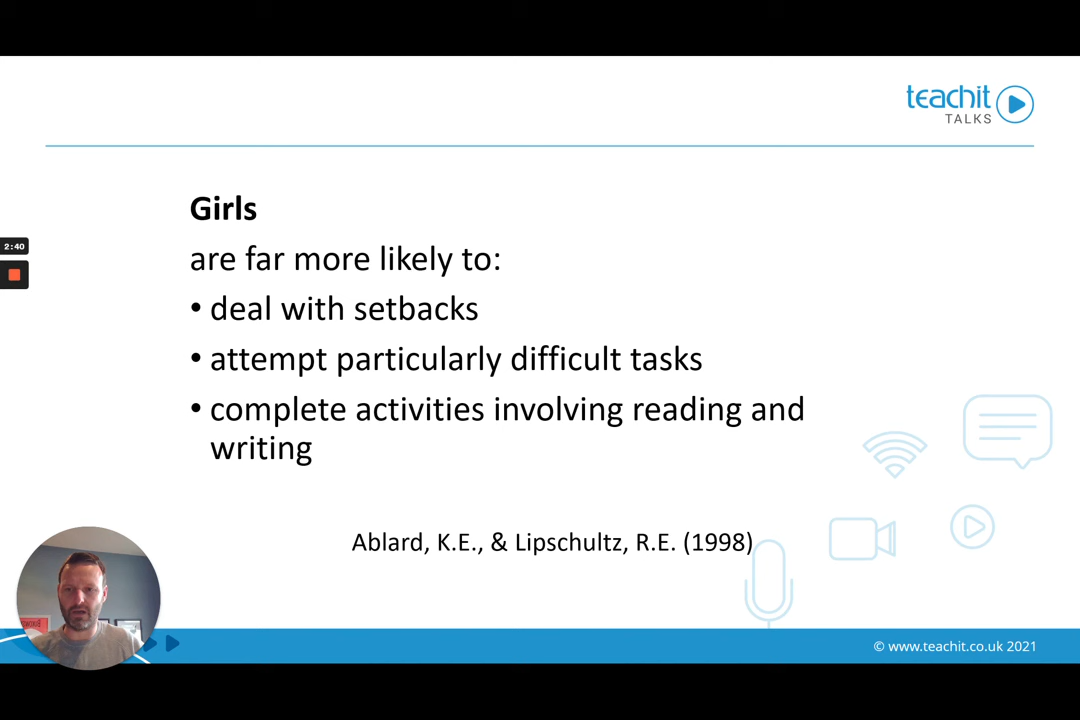 teachit
TALKS
Girls
are far more likely to:
• deal with setbacks
• attempt particularly difficult tasks
• complete activities involving reading and
writing
2:40
Ablard, K.E., & Lipschultz, R.E. (1998)
© www.teachit.co.uk 2021